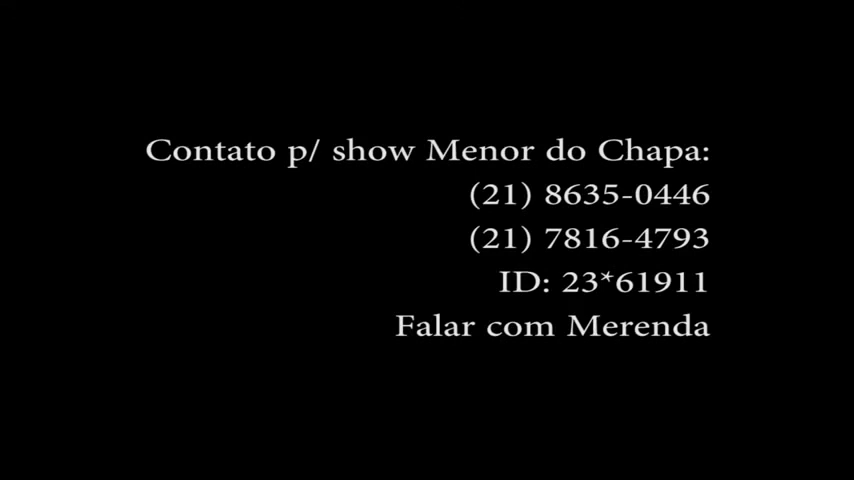 Contato p/ show Menor do Chapa:
(21) 8635-0446
(21) 7816-4793
ID: 23*61911
Falar com Merenda